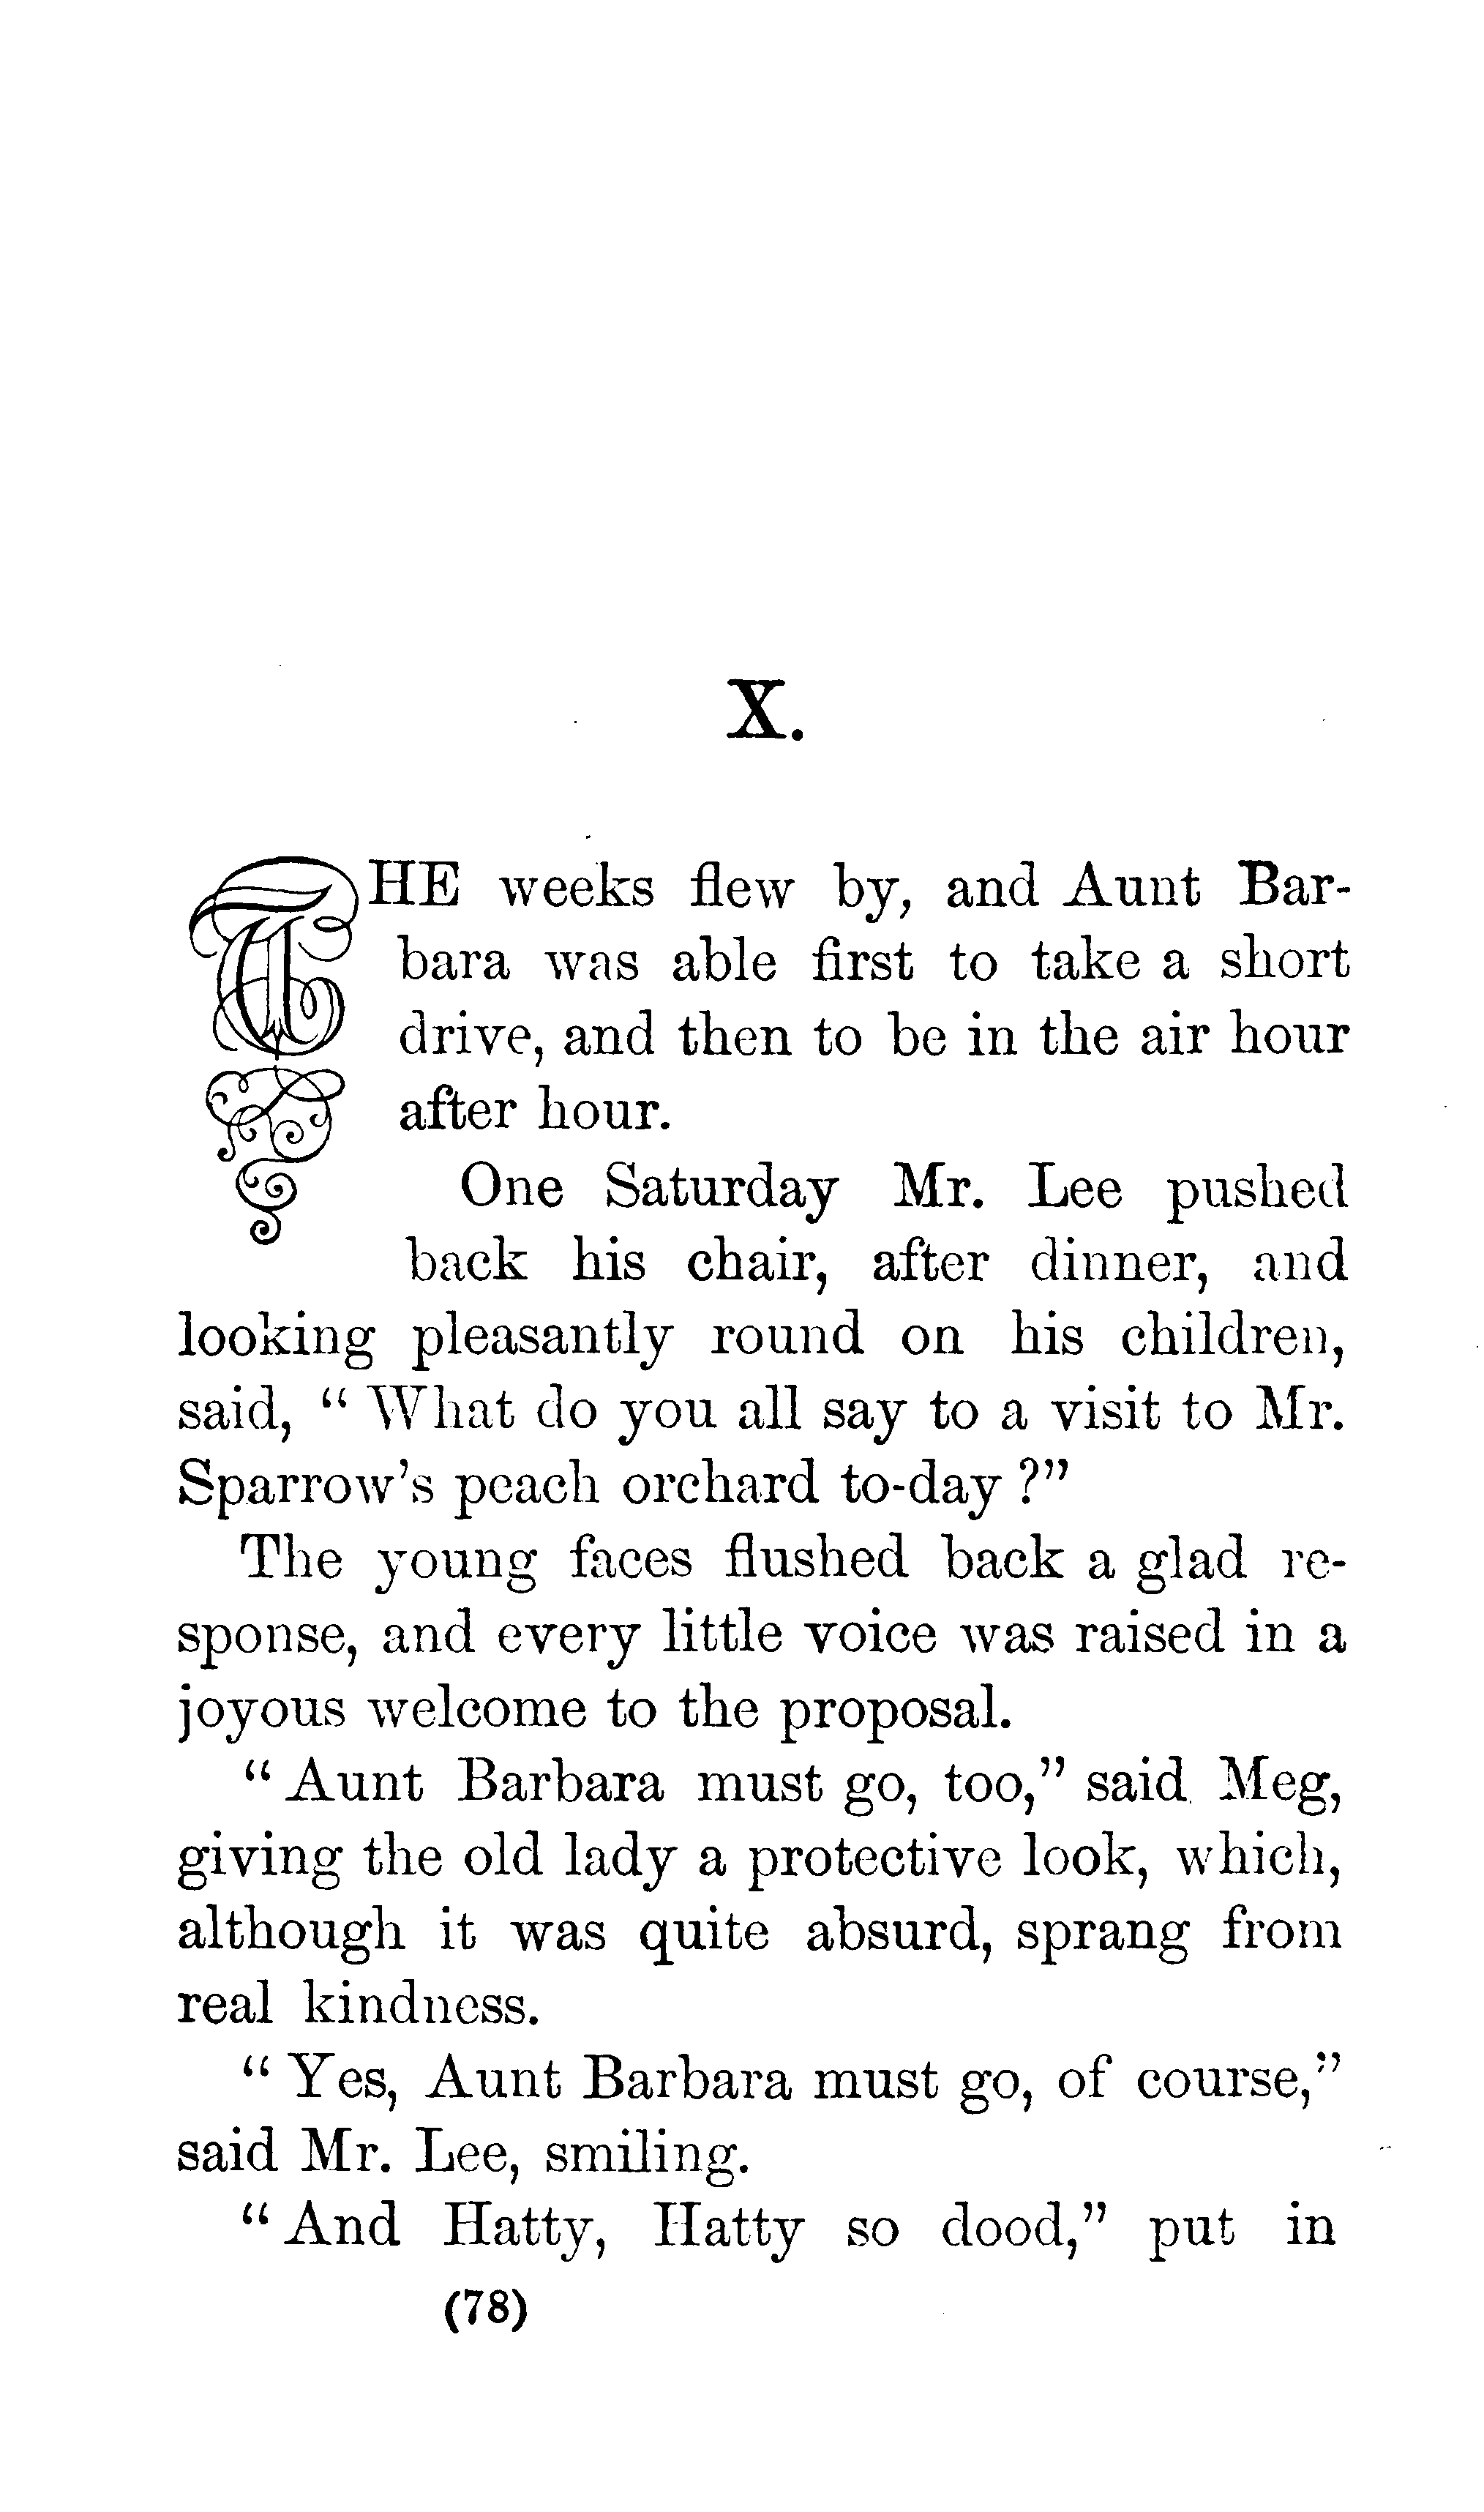 X.
THE weeks flew by, and Aunt Bar-
bara was able first to take a short
drive, and then to be in the air hour
after hour.
One Saturday Mr. Lee pushed
back his chair, after dinner, and
looking pleasantly round on his children,
said, “ What do you all say to a visit to Mr.
Sparrow’s peach orchard to-day ?”
The young faces flushed back a glad re-
sponse, and every little voice was raised in a
joyous welcome to the proposal.
“ Aunt Barbara must go, too,” said Meg,
giving the old lady a protective look, which,
although it was quite absurd, sprang from
real kindness.
“ Yes, Aunt Barbara must go, of course,”
said Mr. Lee, smiling.
“ And Hatty, Hatty so dood,” put in
(78)